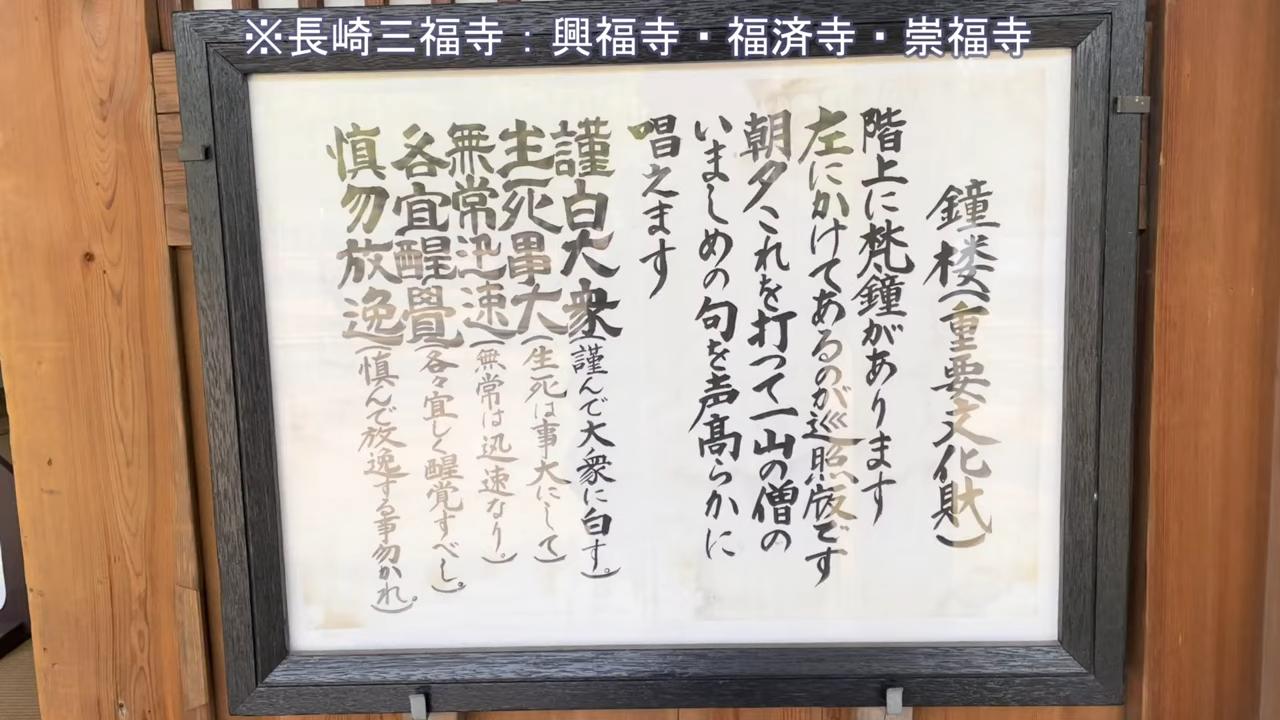 ※長崎三福寺：興福寺・福済寺・崇福寺
鐘楼(重要文化財)
階上に梵鐘があります
左にかけてあるのが巡照版です
朝夕これを打って一山の僧の
いましめの句を声高らかに
唱えます
謹白大衆(謹んで大衆に白す。)
生死事大(生死は事大にして)
無常迅速(無常は迅速なり。)
各宜醒覺(各々宜しく醒覚すべし。)
慎勿放逸(慎んで放逸する事勿かれ。)